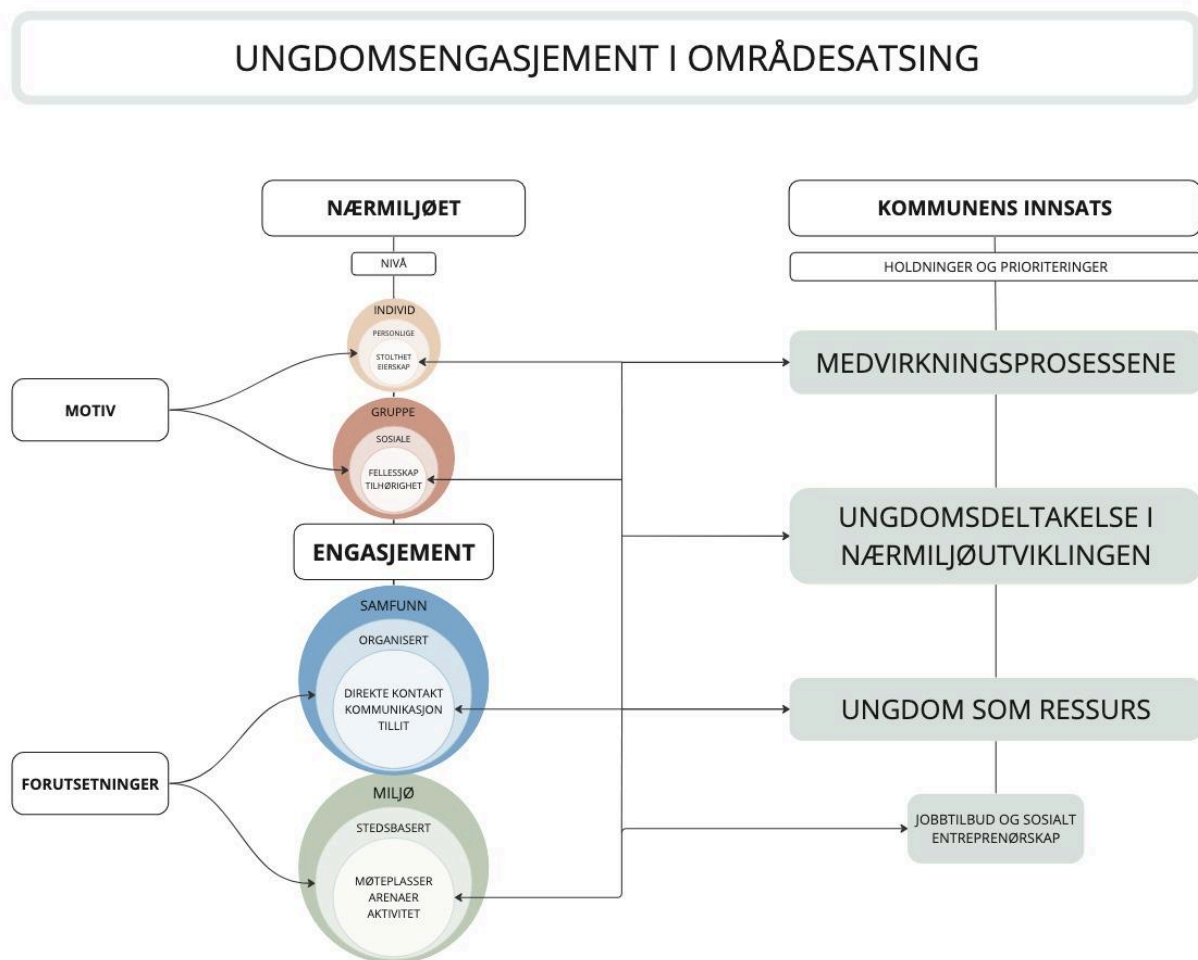 UNGDOMSENGASJEMENT I OMRÅDESATSING
NÆRMILJØET
NIVÅ
INDIVID
PERSONLIGE
STOLTHET
EIERSKAP
MOTIV
GRUPPE
SOSIALE
FELLESSKAP
TILHØRIGHET
ENGASJEMENT
SAMFUNN
ORGANISERT
DIREKTE KONTAKT
KOMMUNIKASJON
TILLIT
FORUTSETNINGER
MILJØ
STEDSBASERT
MØTEPLASSER
ARENAER
AKTIVITET
KOMMUNENS INNSATS
HOLDNINGER OG PRIORITERINGER
MEDVIRKNINGSPROSESSENE
UNGDOMSDELTAKELSE I
NÆRMILJØUTVIKLINGEN
UNGDOM SOM RESSURS
JOBBTILBUD OG SOSIALT
ENTREPRENØRSKAP